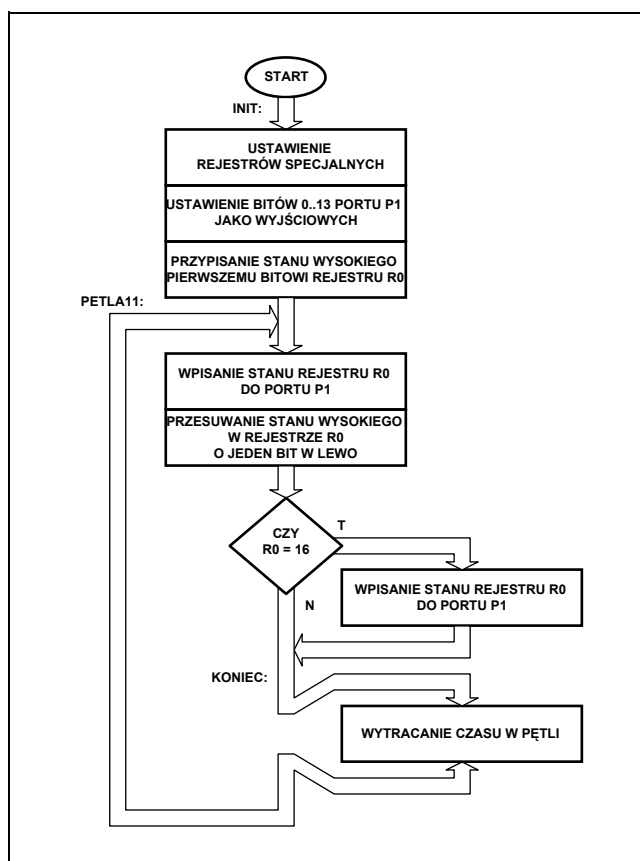 START
INIT:
USTAWIENIE
REJESTRÓW SPECJALNYCH
USTAWIENIE BITÓW 0..13 PORTU P1
JAKO WYJŚCIOWYCH
PRZYPISANIE STANU WYSOKIEGO
PIERWSZEMU BITOWI REJESTRU R0
PETLA11:
WPISANIE STANU REJESTRU R0
DO PORTU P1
PRZESUWANIE STANU WYSOKIEGO
W REJESTRZE R0
O JEDEN BIT W LEWO
CZY
R0 = 16
T
N
WPISANIE STANU REJESTRU R0
DO PORTU P1
KONIEC:
WYTRACANIE CZASU W PĘTLI